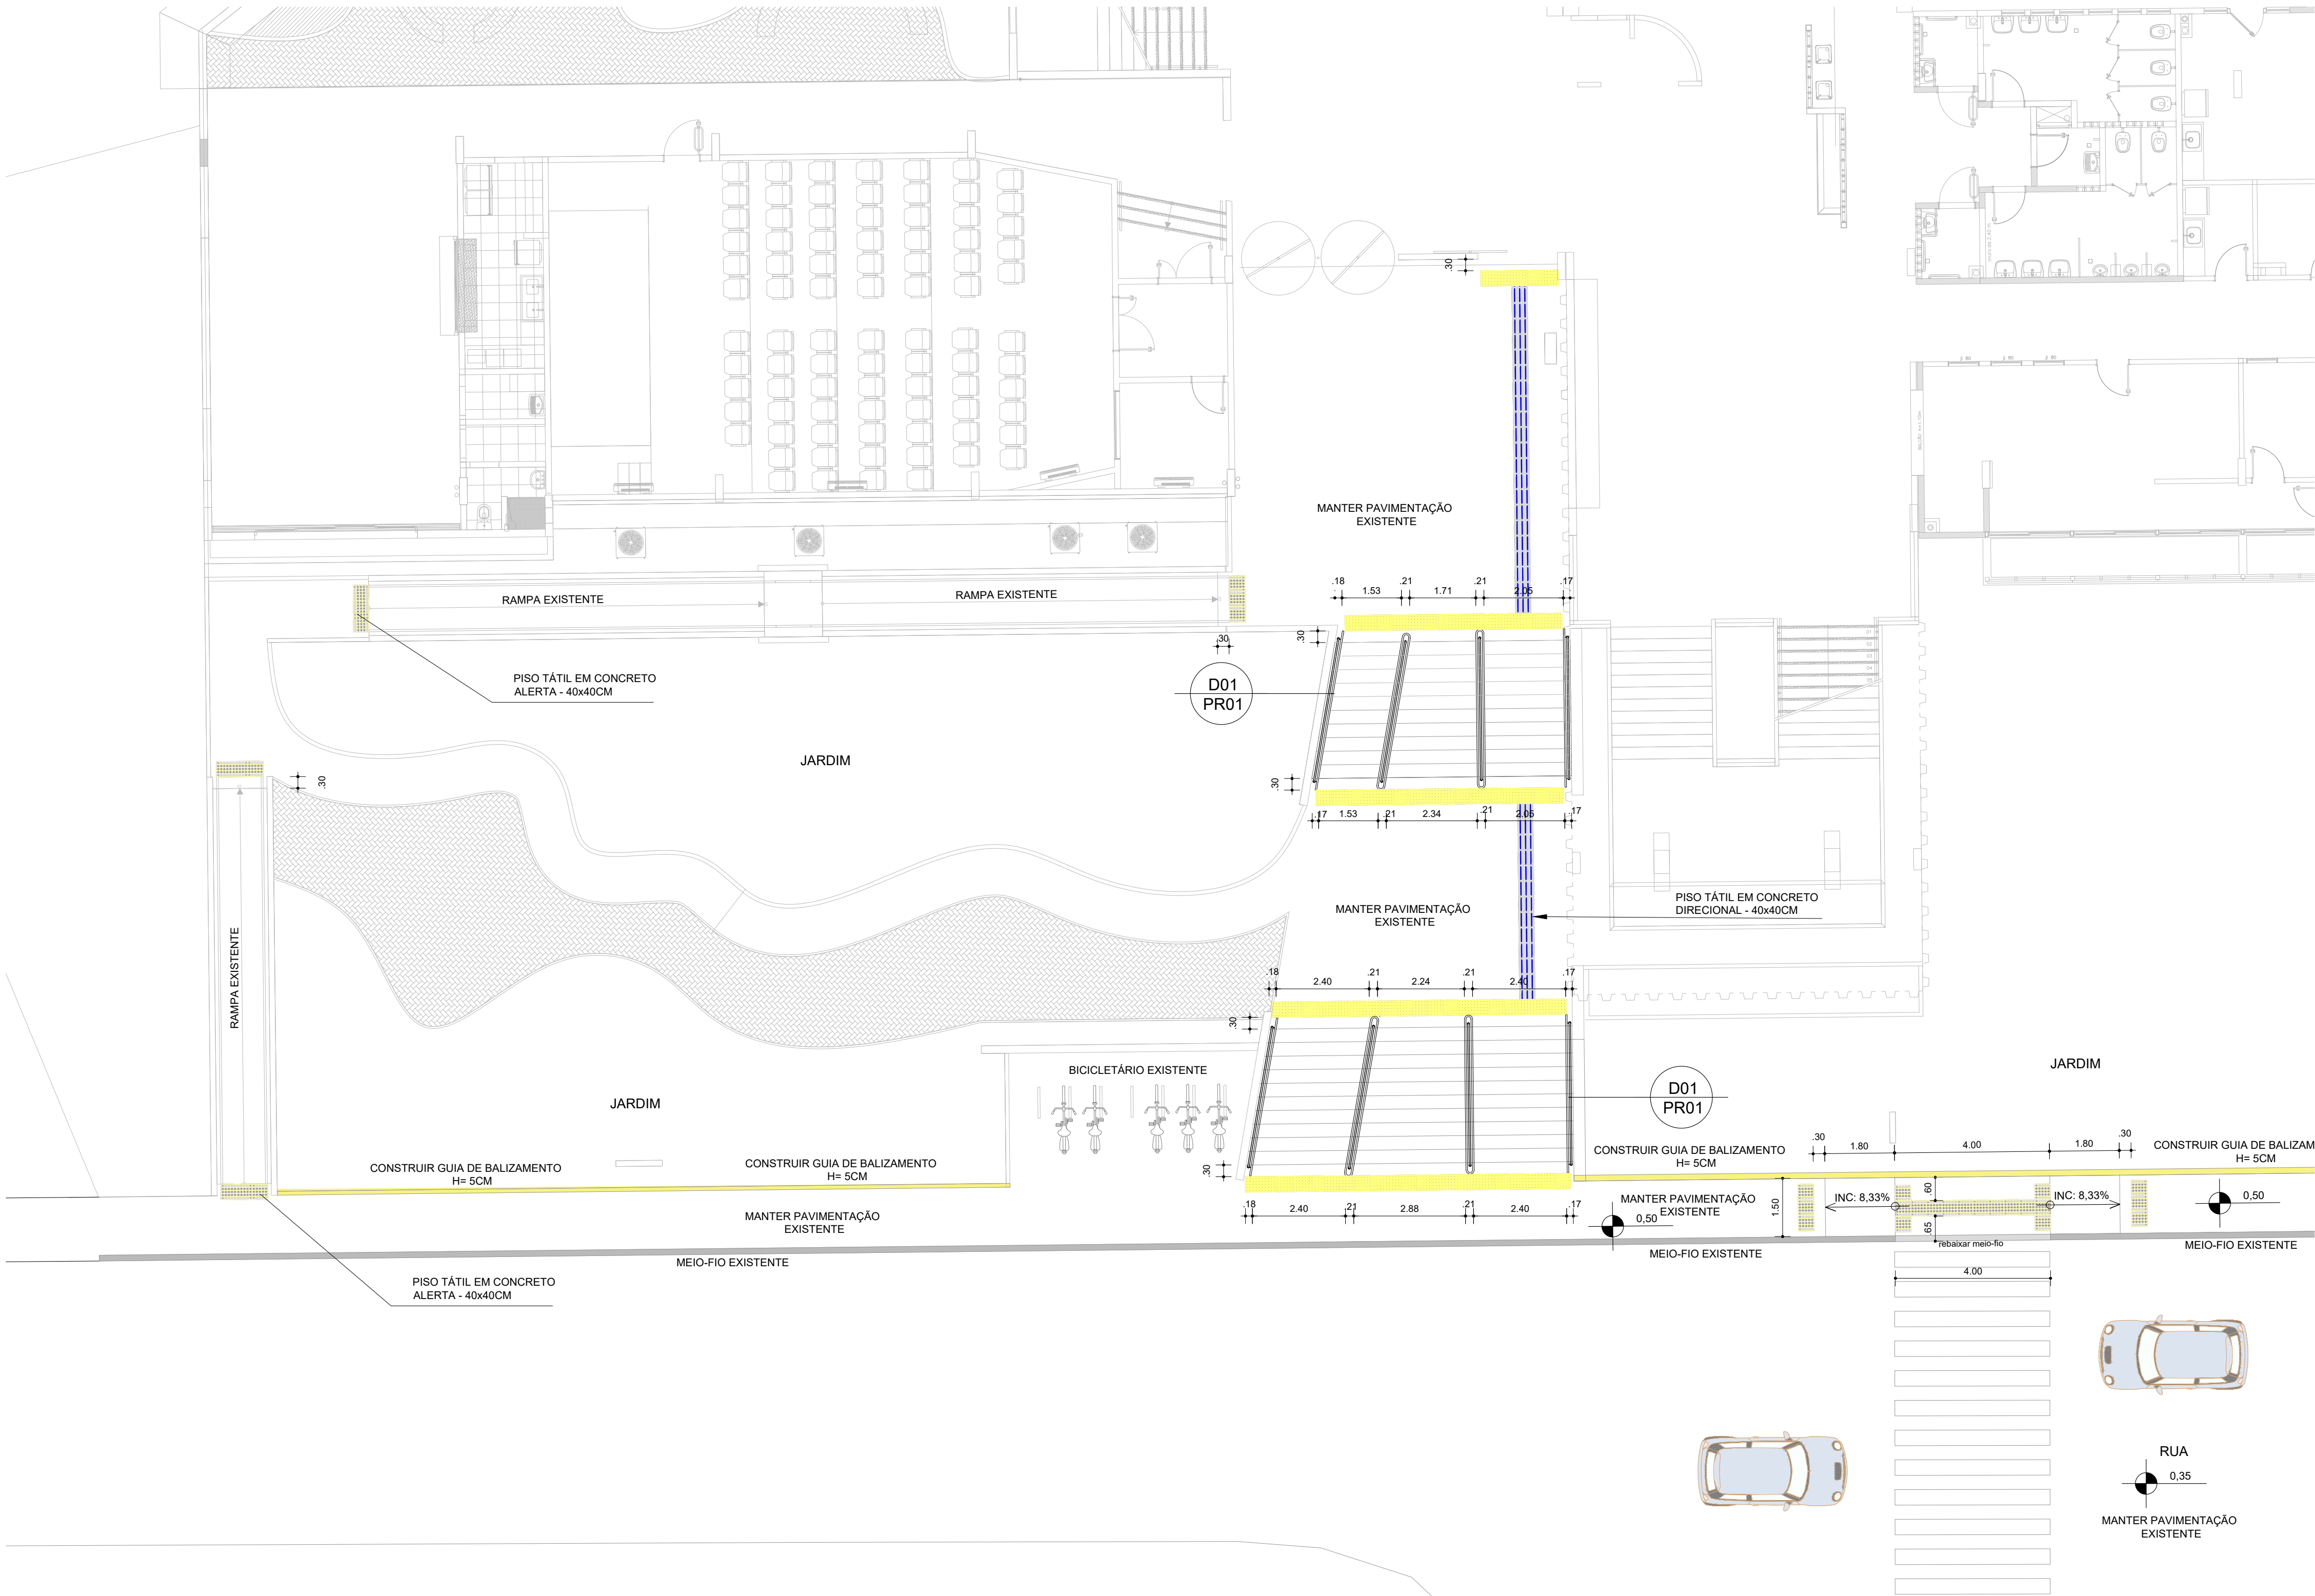 .30
MANTER PAVIMENTAÇÃO
EXISTENTE
RAMPA EXISTENTE
RAMPA EXISTENTE
.18
1.53
.21
1.71
.21
2.05
.17
.30
.30
PISO TÁTIL EM CONCRETO
ALERTA - 40x40CM
D01
PR01
JARDIM
.30
.30
.17
1.53
.21
2.34
.21
2.05
.17
MANTER PAVIMENTAÇÃO
EXISTENTE
PISO TÁTIL EM CONCRETO
DIRECIONAL - 40x40CM
RAMPA EXISTENTE
.18
2.40
.21
2.24
.21
2.40
.17
.30
BICICLETÁRIO EXISTENTE
JARDIM
D01
PR01
JARDIM
CONSTRUIR GUIA DE BALIZAMENTO
H= 5CM
CONSTRUIR GUIA DE BALIZAMENTO
H= 5CM
.30
CONSTRUIR GUIA DE BALIZAMENTO
H= 5CM
.30
1.80
4.00
1.80
.30
CONSTRUIR GUIA DE BALIZAM
H= 5CM
.18
2.40
.21
2.88
.21
2.40
.17
MANTER PAVIMENTAÇÃO
EXISTENTE
MANTER PAVIMENTAÇÃO
EXISTENTE
0,50
1.50
INC: 8,33%
.60
.65
INC: 8,33%
0,50
rebaixar meio-fio
MEIO-FIO EXISTENTE
MEIO-FIO EXISTENTE
MEIO-FIO EXISTENTE
4.00
PISO TÁTIL EM CONCRETO
ALERTA - 40x40CM
RUA
0,35
MANTER PAVIMENTAÇÃO
EXISTENTE